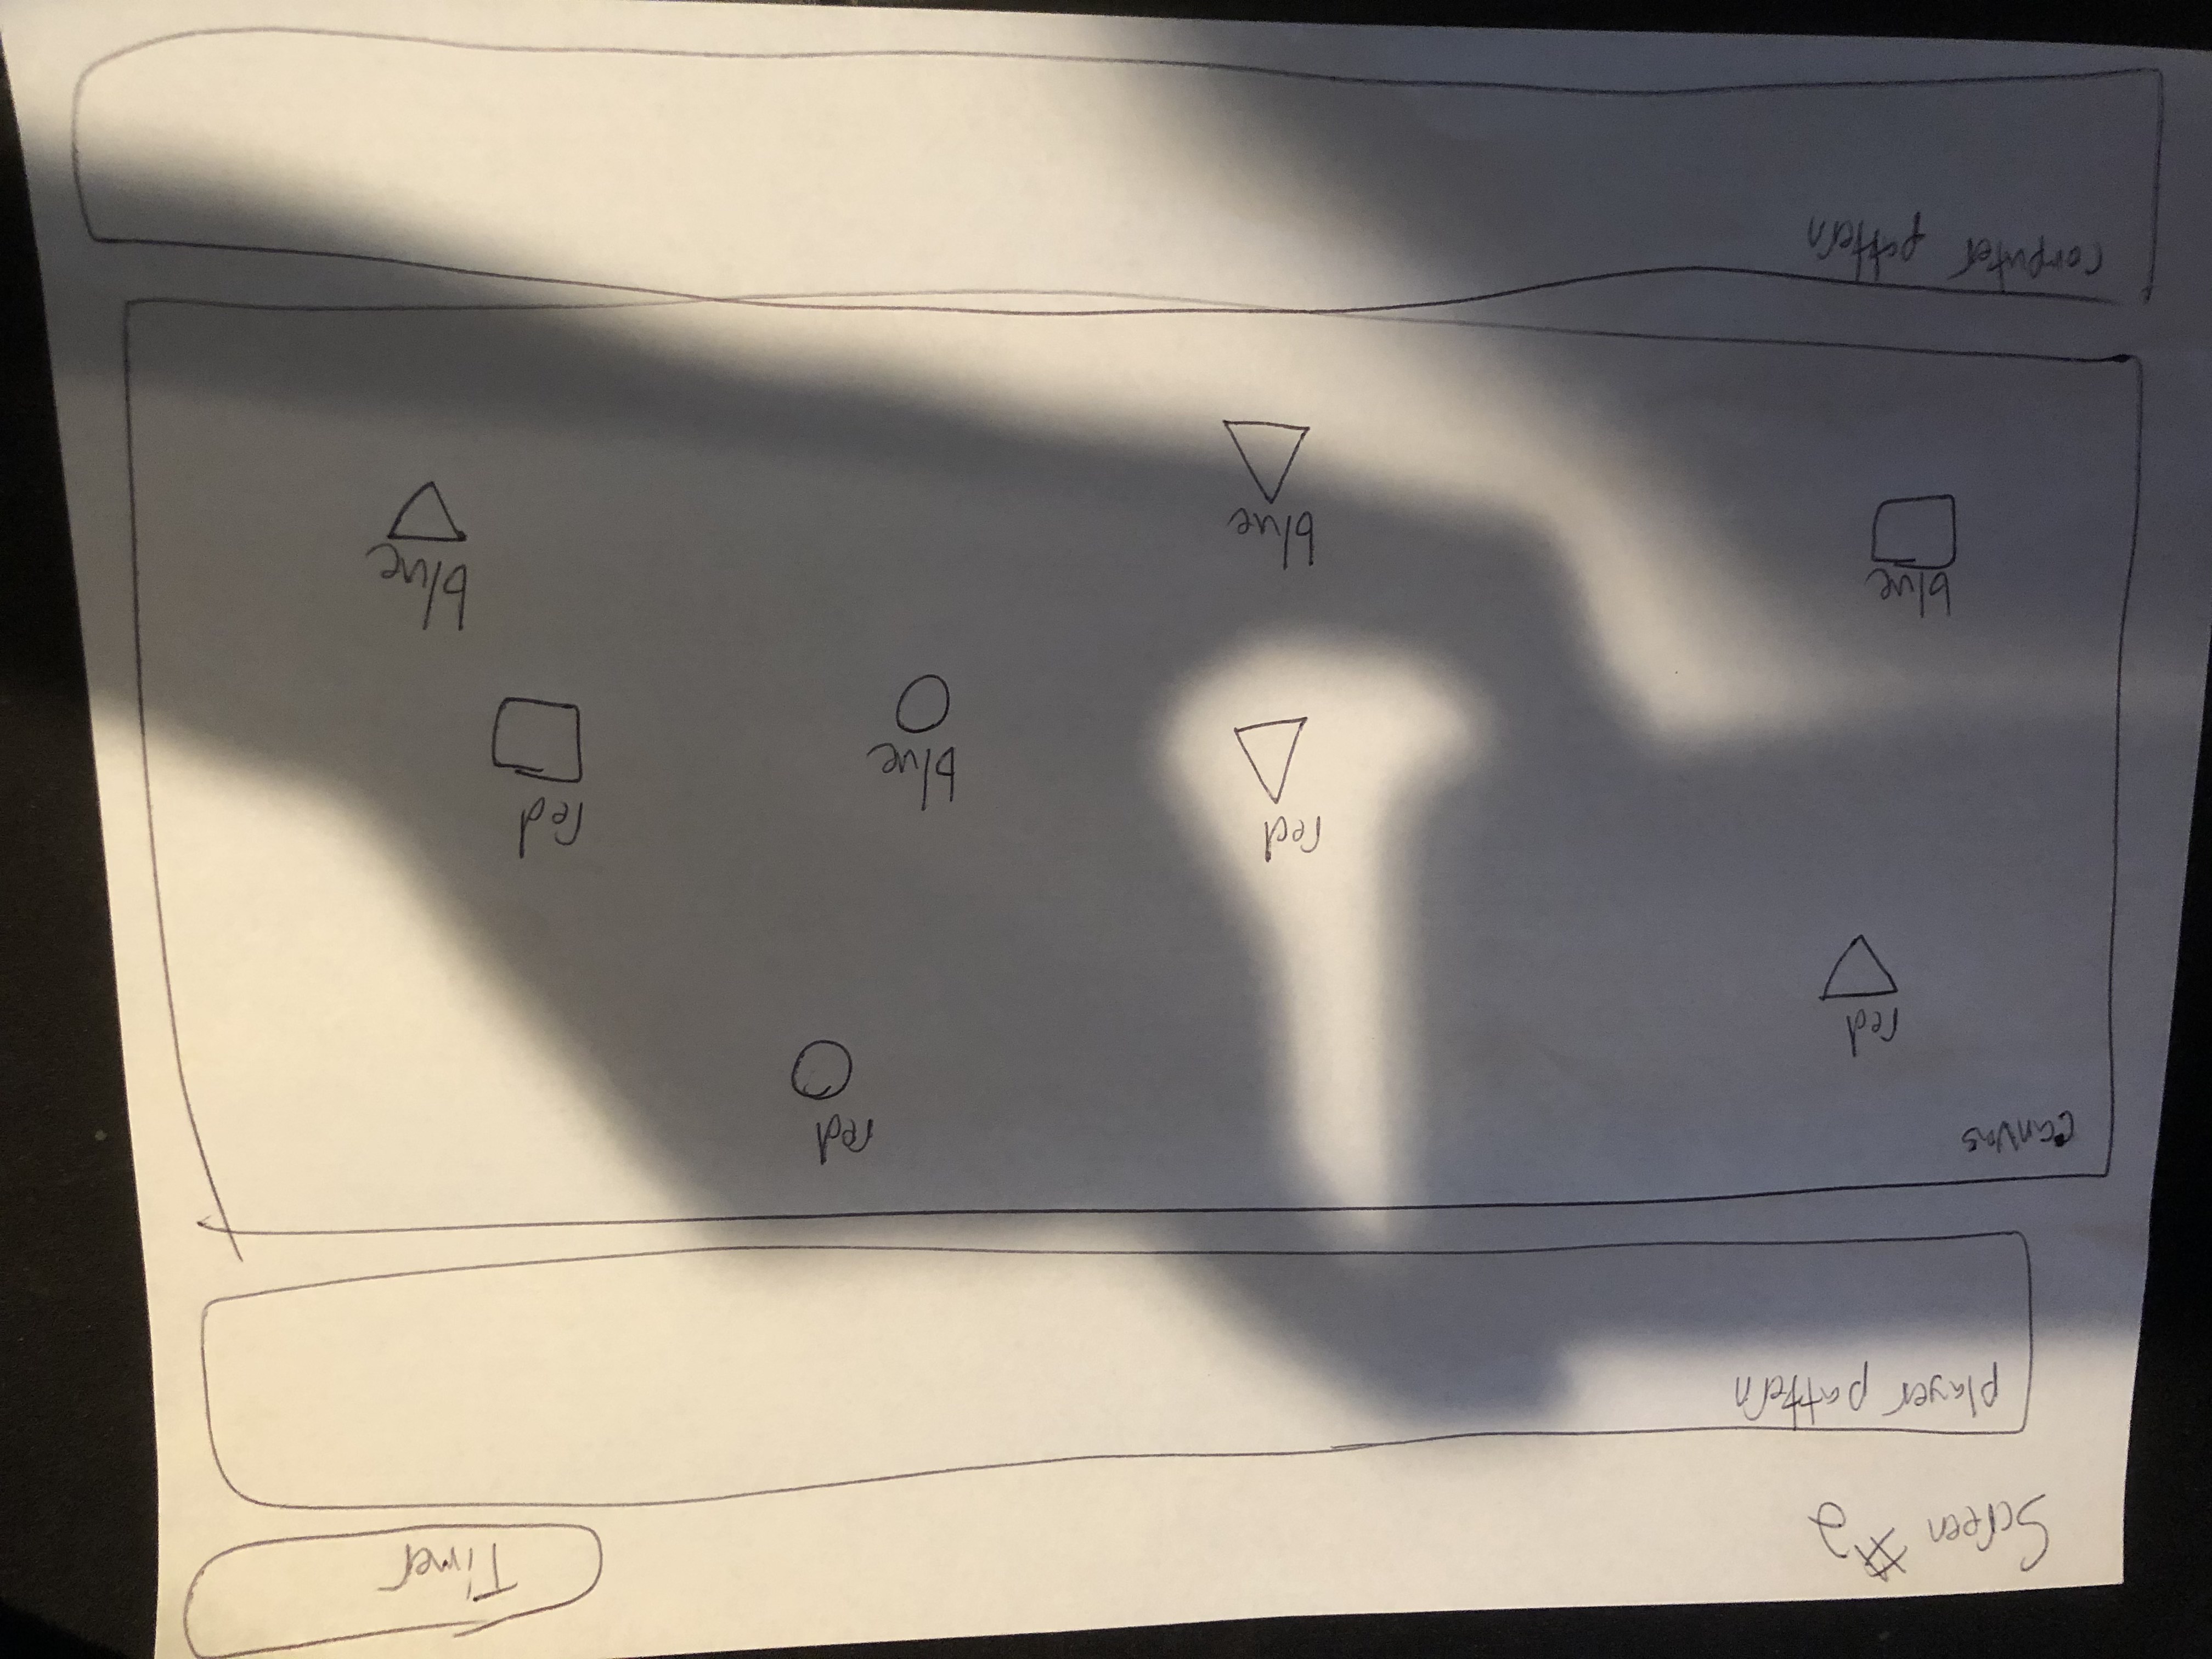 Screen #2
Timer
player pattern
canvas
red
red
red
red
blue
blue
blue
blue
computer pattern